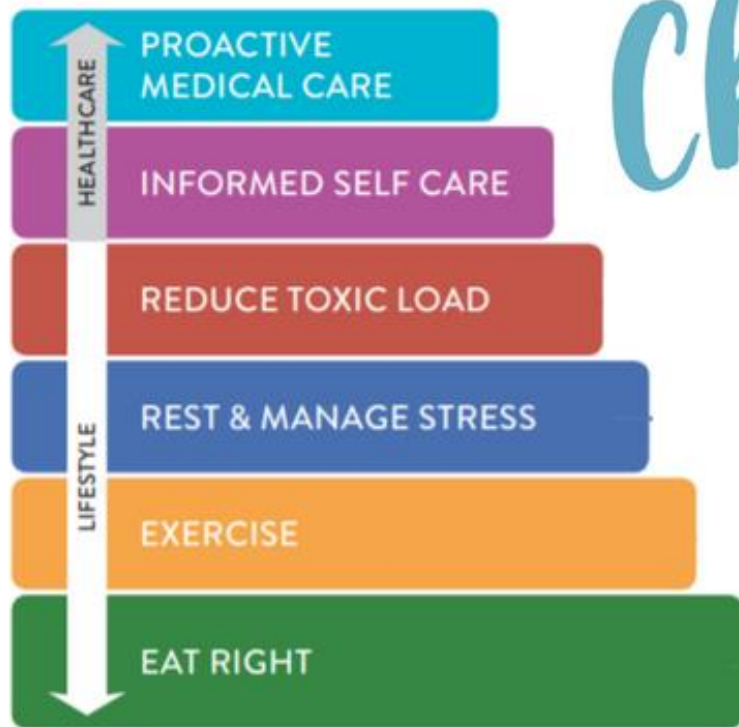 PROACTIVE
MEDICAL CARE
HEALTHCARE
INFORMED SELF CARE
REDUCE TOXIC LOAD
REST & MANAGE STRESS
LIFESTYLE
EXERCISE
EAT RIGHT